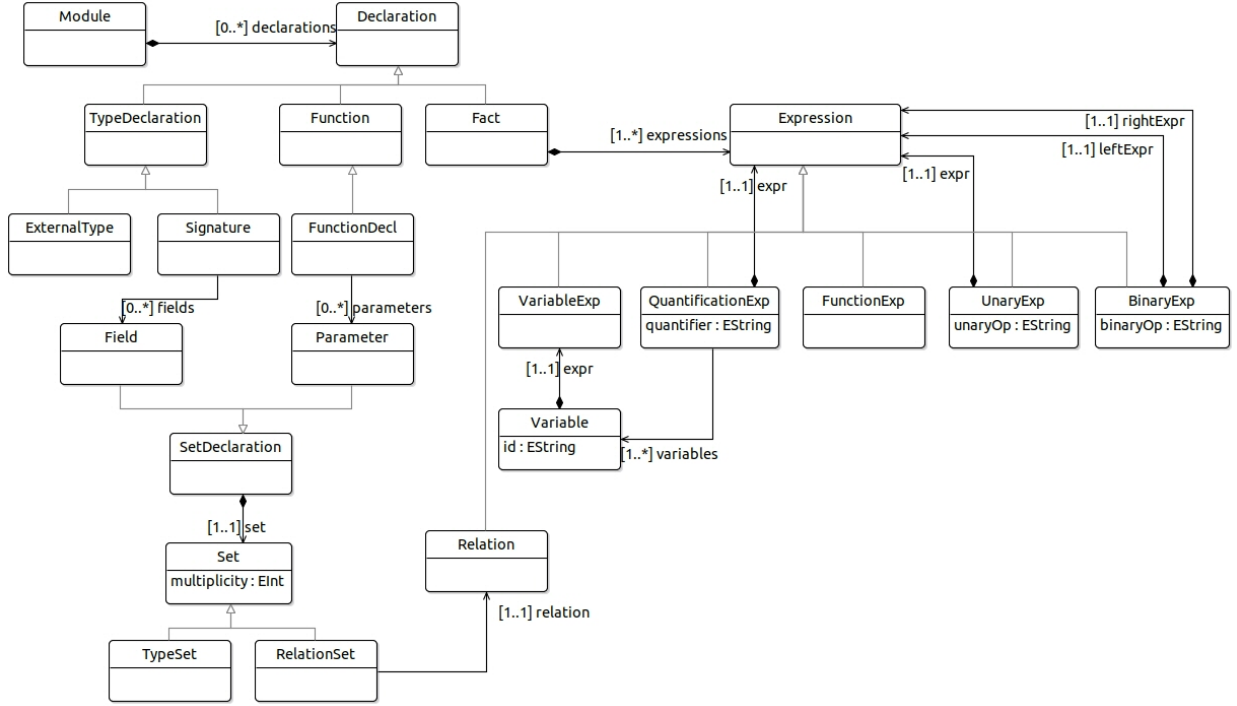 Module
[0..*] declarations
Declaration
TypeDeclaration
Function
Fact
[1..*] expressions
Expression
[1..1] rightExpr
[1..1] leftExpr
[1..1] expr
[1..1] expr
ExternalType
Signature
FunctionDecl
[0..*] fields
[0..*] parameters
Field
Parameter
VariableExp
QuantificationExp
quantifier : EString
FunctionExp
UnaryExp
unaryOp : EString
BinaryExp
binaryOp : EString
[1..1] expr
Variable
id : EString
[1..*] variables
SetDeclaration
[1..1] set
Set
multiplicity : EInt
Relation
[1..1] relation
TypeSet
RelationSet